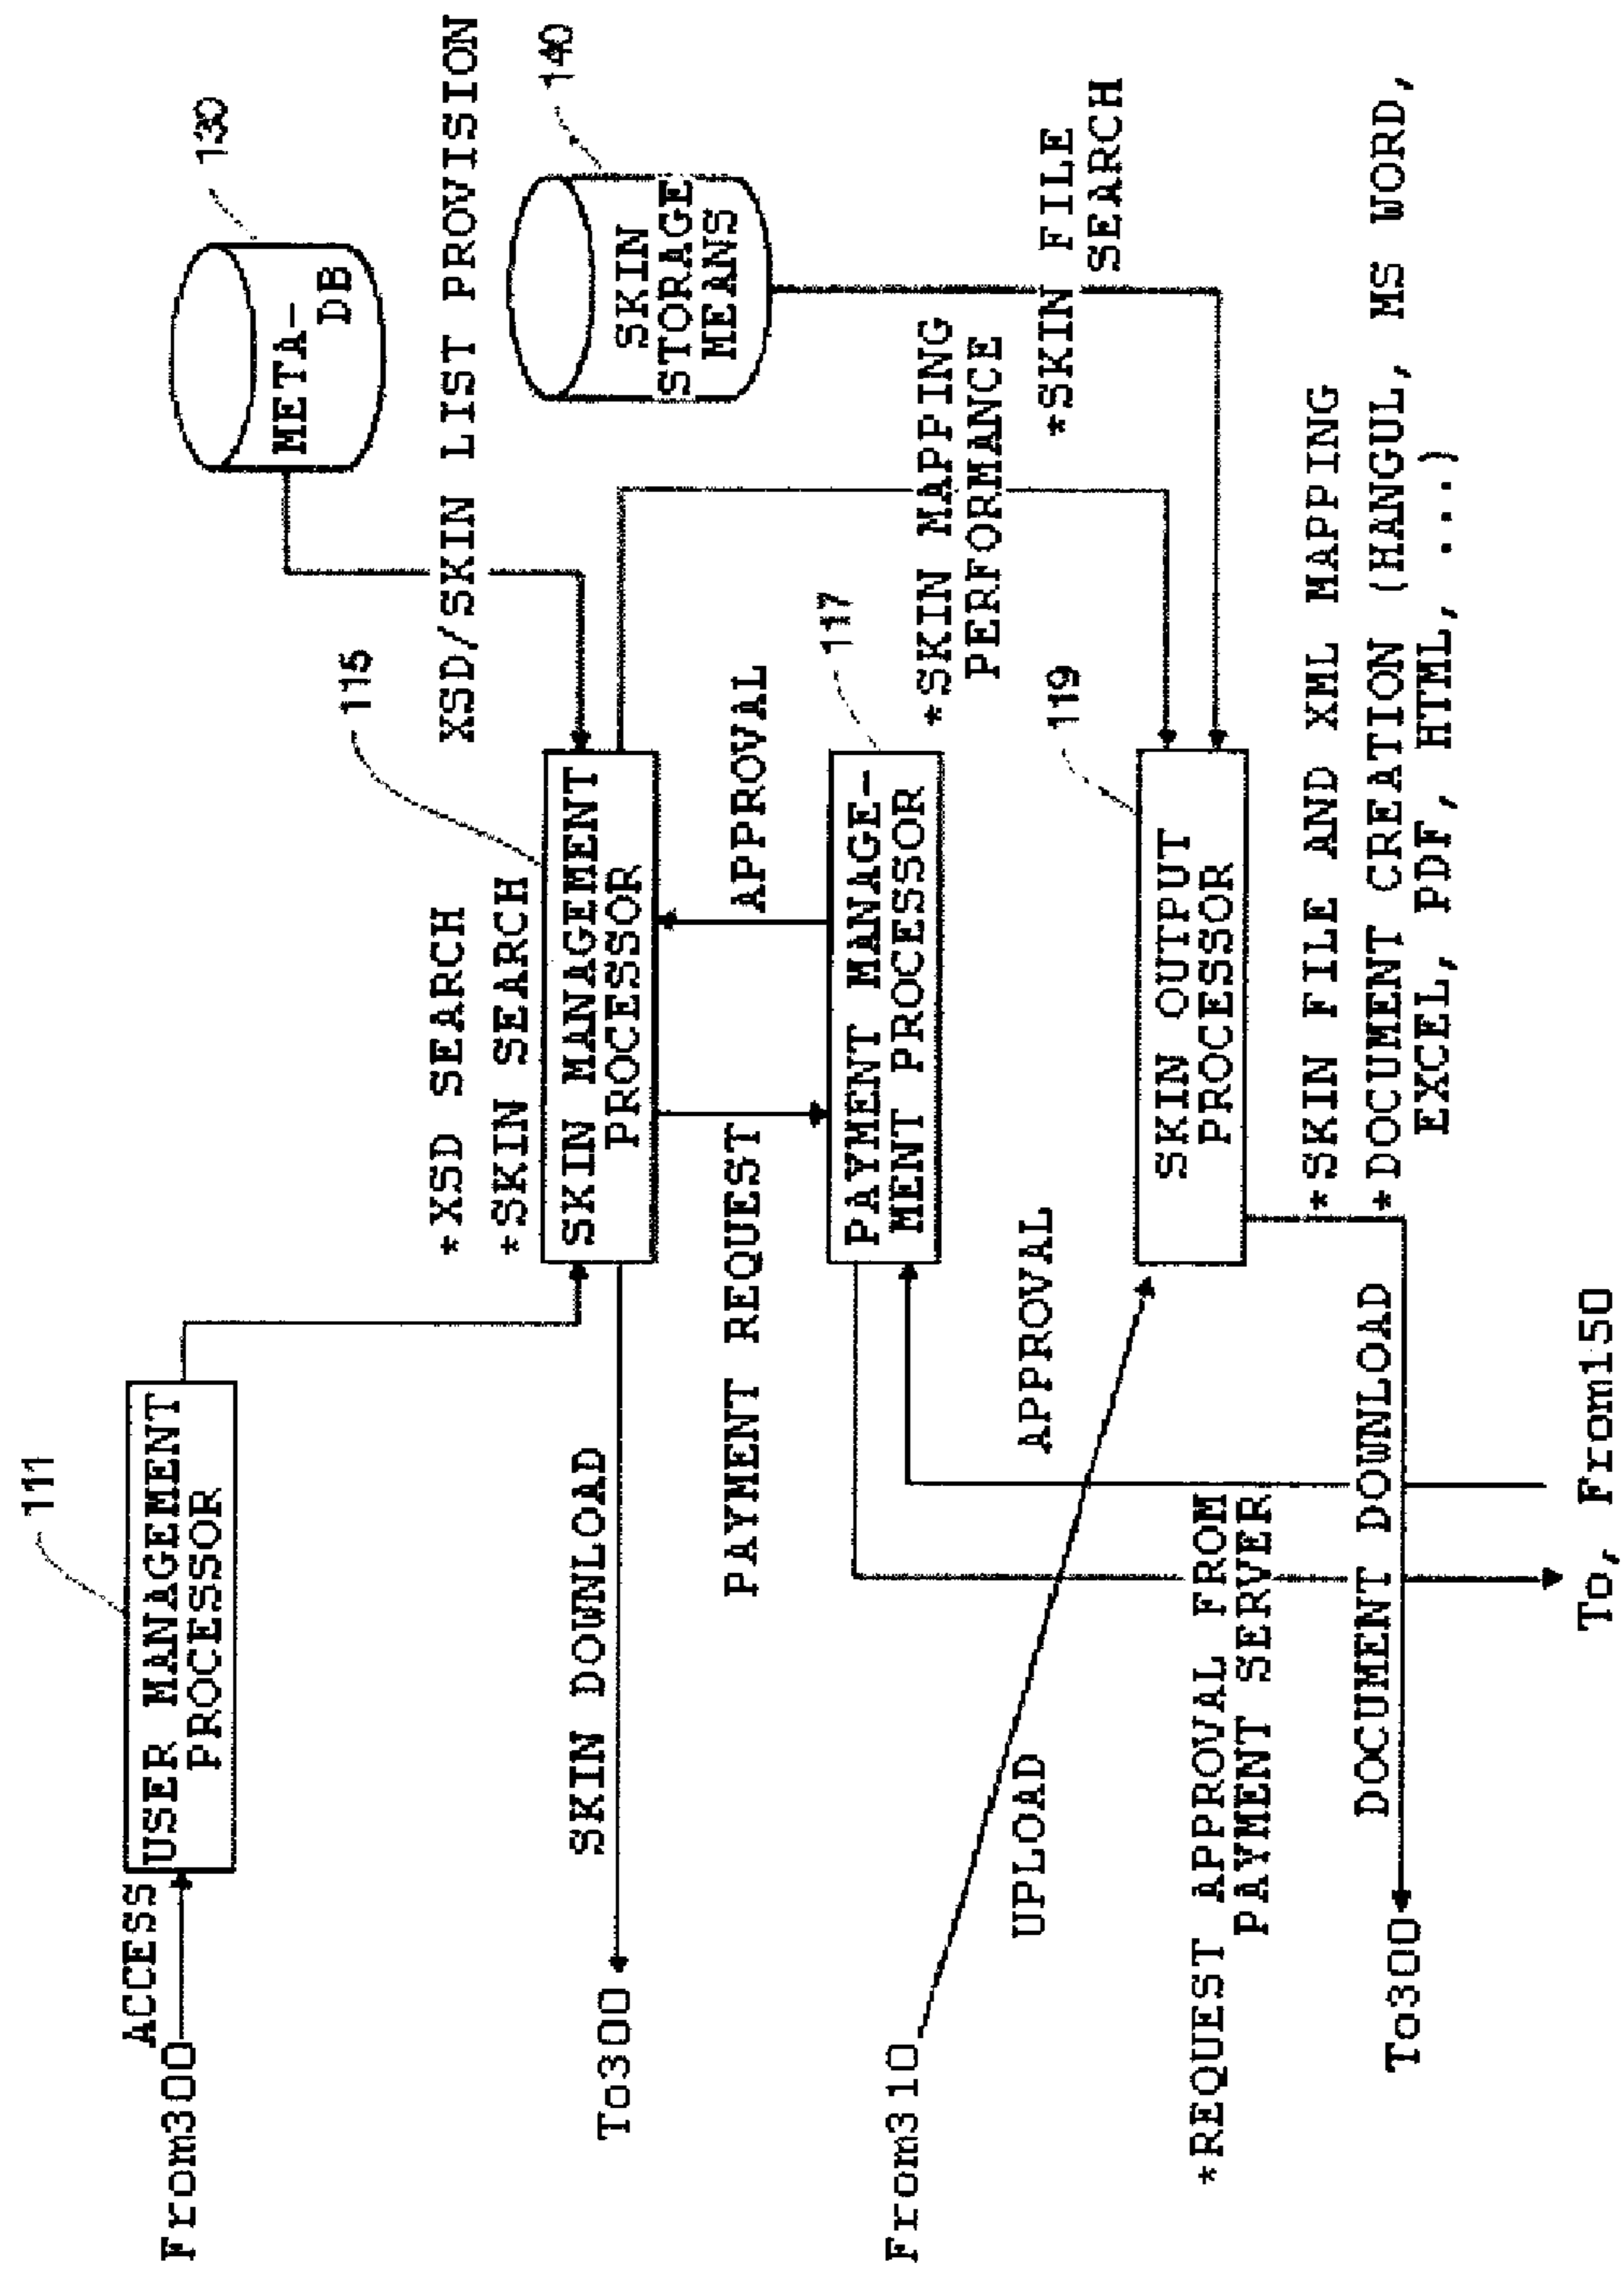 130
META-
DB
XSD/SKIN LIST PROVISION
140
SKIN
STORAGE
MEANS
*SKIN FILE
SEARCH
111
ACCESS
From300
USER MANAGEMENT
PROCESSOR
*XSD SEARCH
*SKIN SEARCH
115
SKIN MANAGEMENT
PROCESSOR
SKIN DOWNLOAD
To300
PAYMENT REQUEST
APPROVAL
117
PAYMENT MANAGE-
MENT PROCESSOR
*SKIN MAPPING
PERFORMANCE
119
SKIN OUTPUT
PROCESSOR
From310
UPLOAD
APPROVAL
*REQUEST APPROVAL FROM
PAYMENT SERVER
*SKIN FILE AND XML MAPPING
*DOCUMENT CREATION (HANGUL, MS WORD,
EXCEL, PDF, HTML, ....)
DOCUMENT DOWNLOAD
To300
To, From150